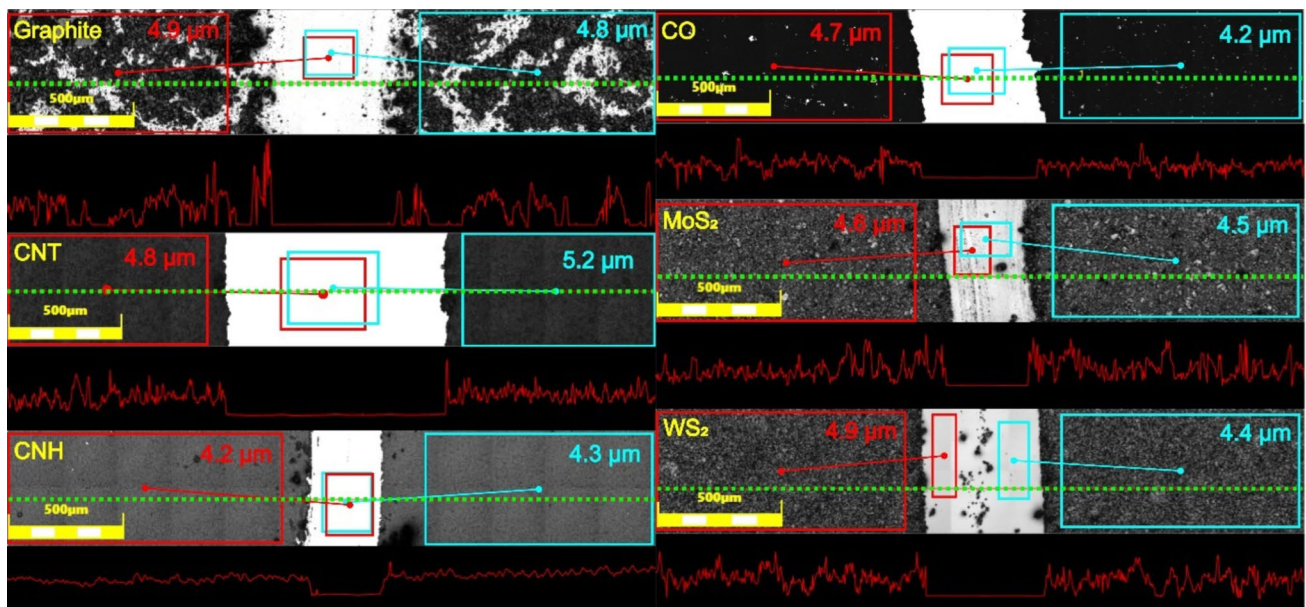 Graphite 4.9 µm 4.8 µm
500µm
CNT 4.8 µm 5.2 µm
500µm
CNH 4.2 µm 4.3 µm
500µm
CO 4.7 µm 4.2 µm
500µm
MoS₂ 4.6 µm 4.5 µm
500µm
WS₂ 4.9 µm 4.4 µm
500µm